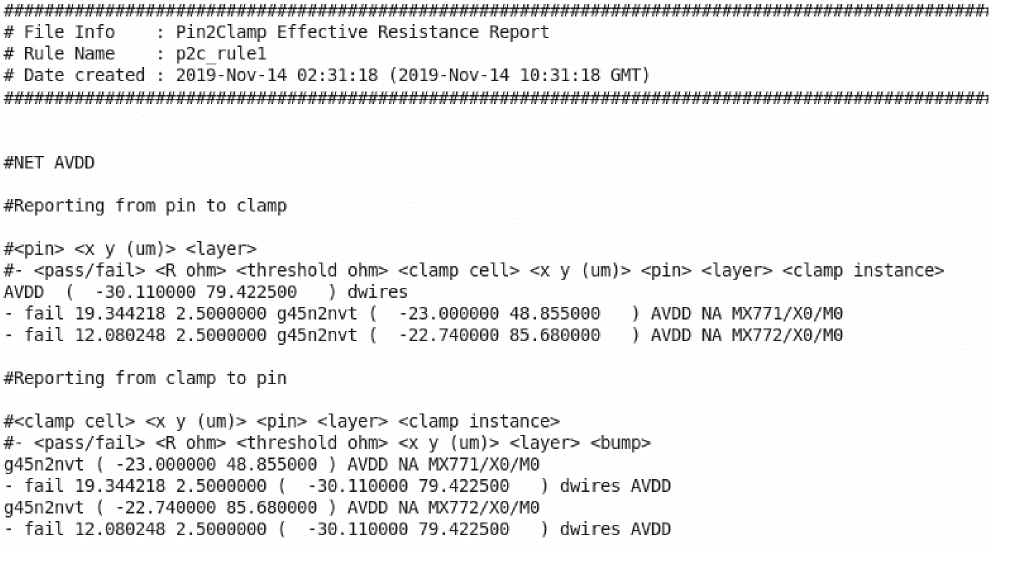 ####################################################################################################
# File Info    : Pin2Clamp Effective Resistance Report
# Rule Name    : p2c_rule1
# Date created : 2019-Nov-14 02:31:18 (2019-Nov-14 10:31:18 GMT)
####################################################################################################
#NET AVDD
#Reporting from pin to clamp
#<pin> <x y (um)> <layer>
#- <pass/fail> <R ohm> <threshold ohm> <clamp cell> <x y (um)> <pin> <layer> <clamp instance>
AVDD  (  -30.110000 79.422500   ) dwires
- fail 19.344218 2.5000000 g45n2nvt (  -23.000000 48.855000   ) AVDD NA MX771/X0/M0
- fail 12.080248 2.5000000 g45n2nvt (  -22.740000 85.680000   ) AVDD NA MX772/X0/M0
#Reporting from clamp to pin
#<clamp cell> <x y (um)> <pin> <layer> <clamp instance>
#- <pass/fail> <R ohm> <threshold ohm> <x y (um)> <layer> <bump>
g45n2nvt ( -23.000000 48.855000 ) AVDD NA MX771/X0/M0
- fail 19.344218 2.5000000 (  -30.110000 79.422500   ) dwires AVDD
g45n2nvt ( -22.740000 85.680000 ) AVDD NA MX772/X0/M0
- fail 12.080248 2.5000000 (  -30.110000 79.422500   ) dwires AVDD